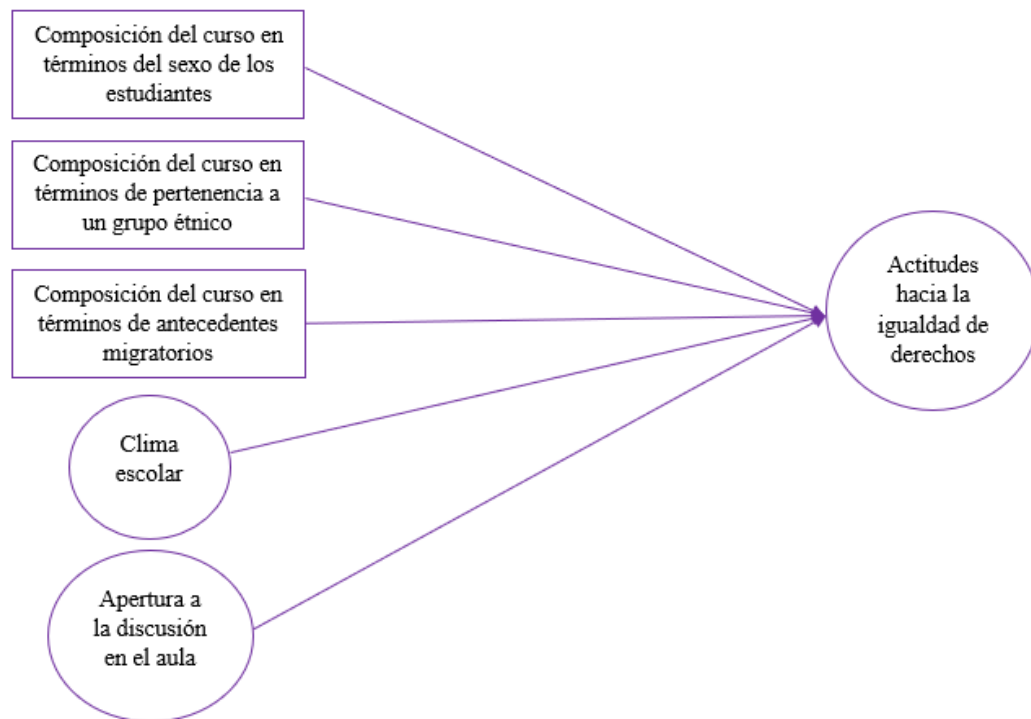 Composición del curso en
términos del sexo de los
estudiantes
Composición del curso en
términos de pertenencia a
un grupo étnico
Composición del curso en
términos de antecedentes
migratorios
Clima
escolar
Apertura a
la discusión
en el aula
Actitudes
hacia la
igualdad de
derechos